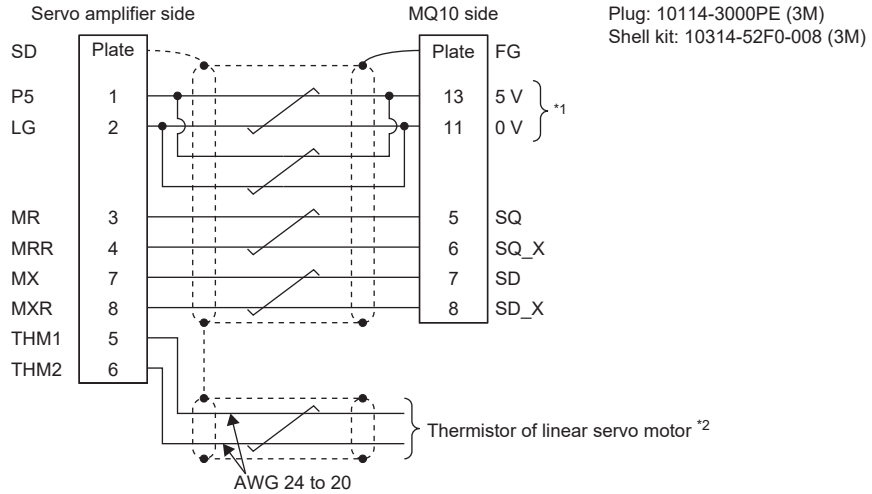 Servo amplifier side
MQ10 side
Plug: 10114-3000PE (3M)
Shell kit: 10314-52F0-008 (3M)
SD Plate Plate FG
P5 1 13 5 V *1
LG 2 11 0 V
MR 3 5 SQ
MRR 4 6 SQ_X
MX 7 7 SD
MXR 8 8 SD_X
THM1 5
THM2 6
Thermistor of linear servo motor *2
AWG 24 to 20